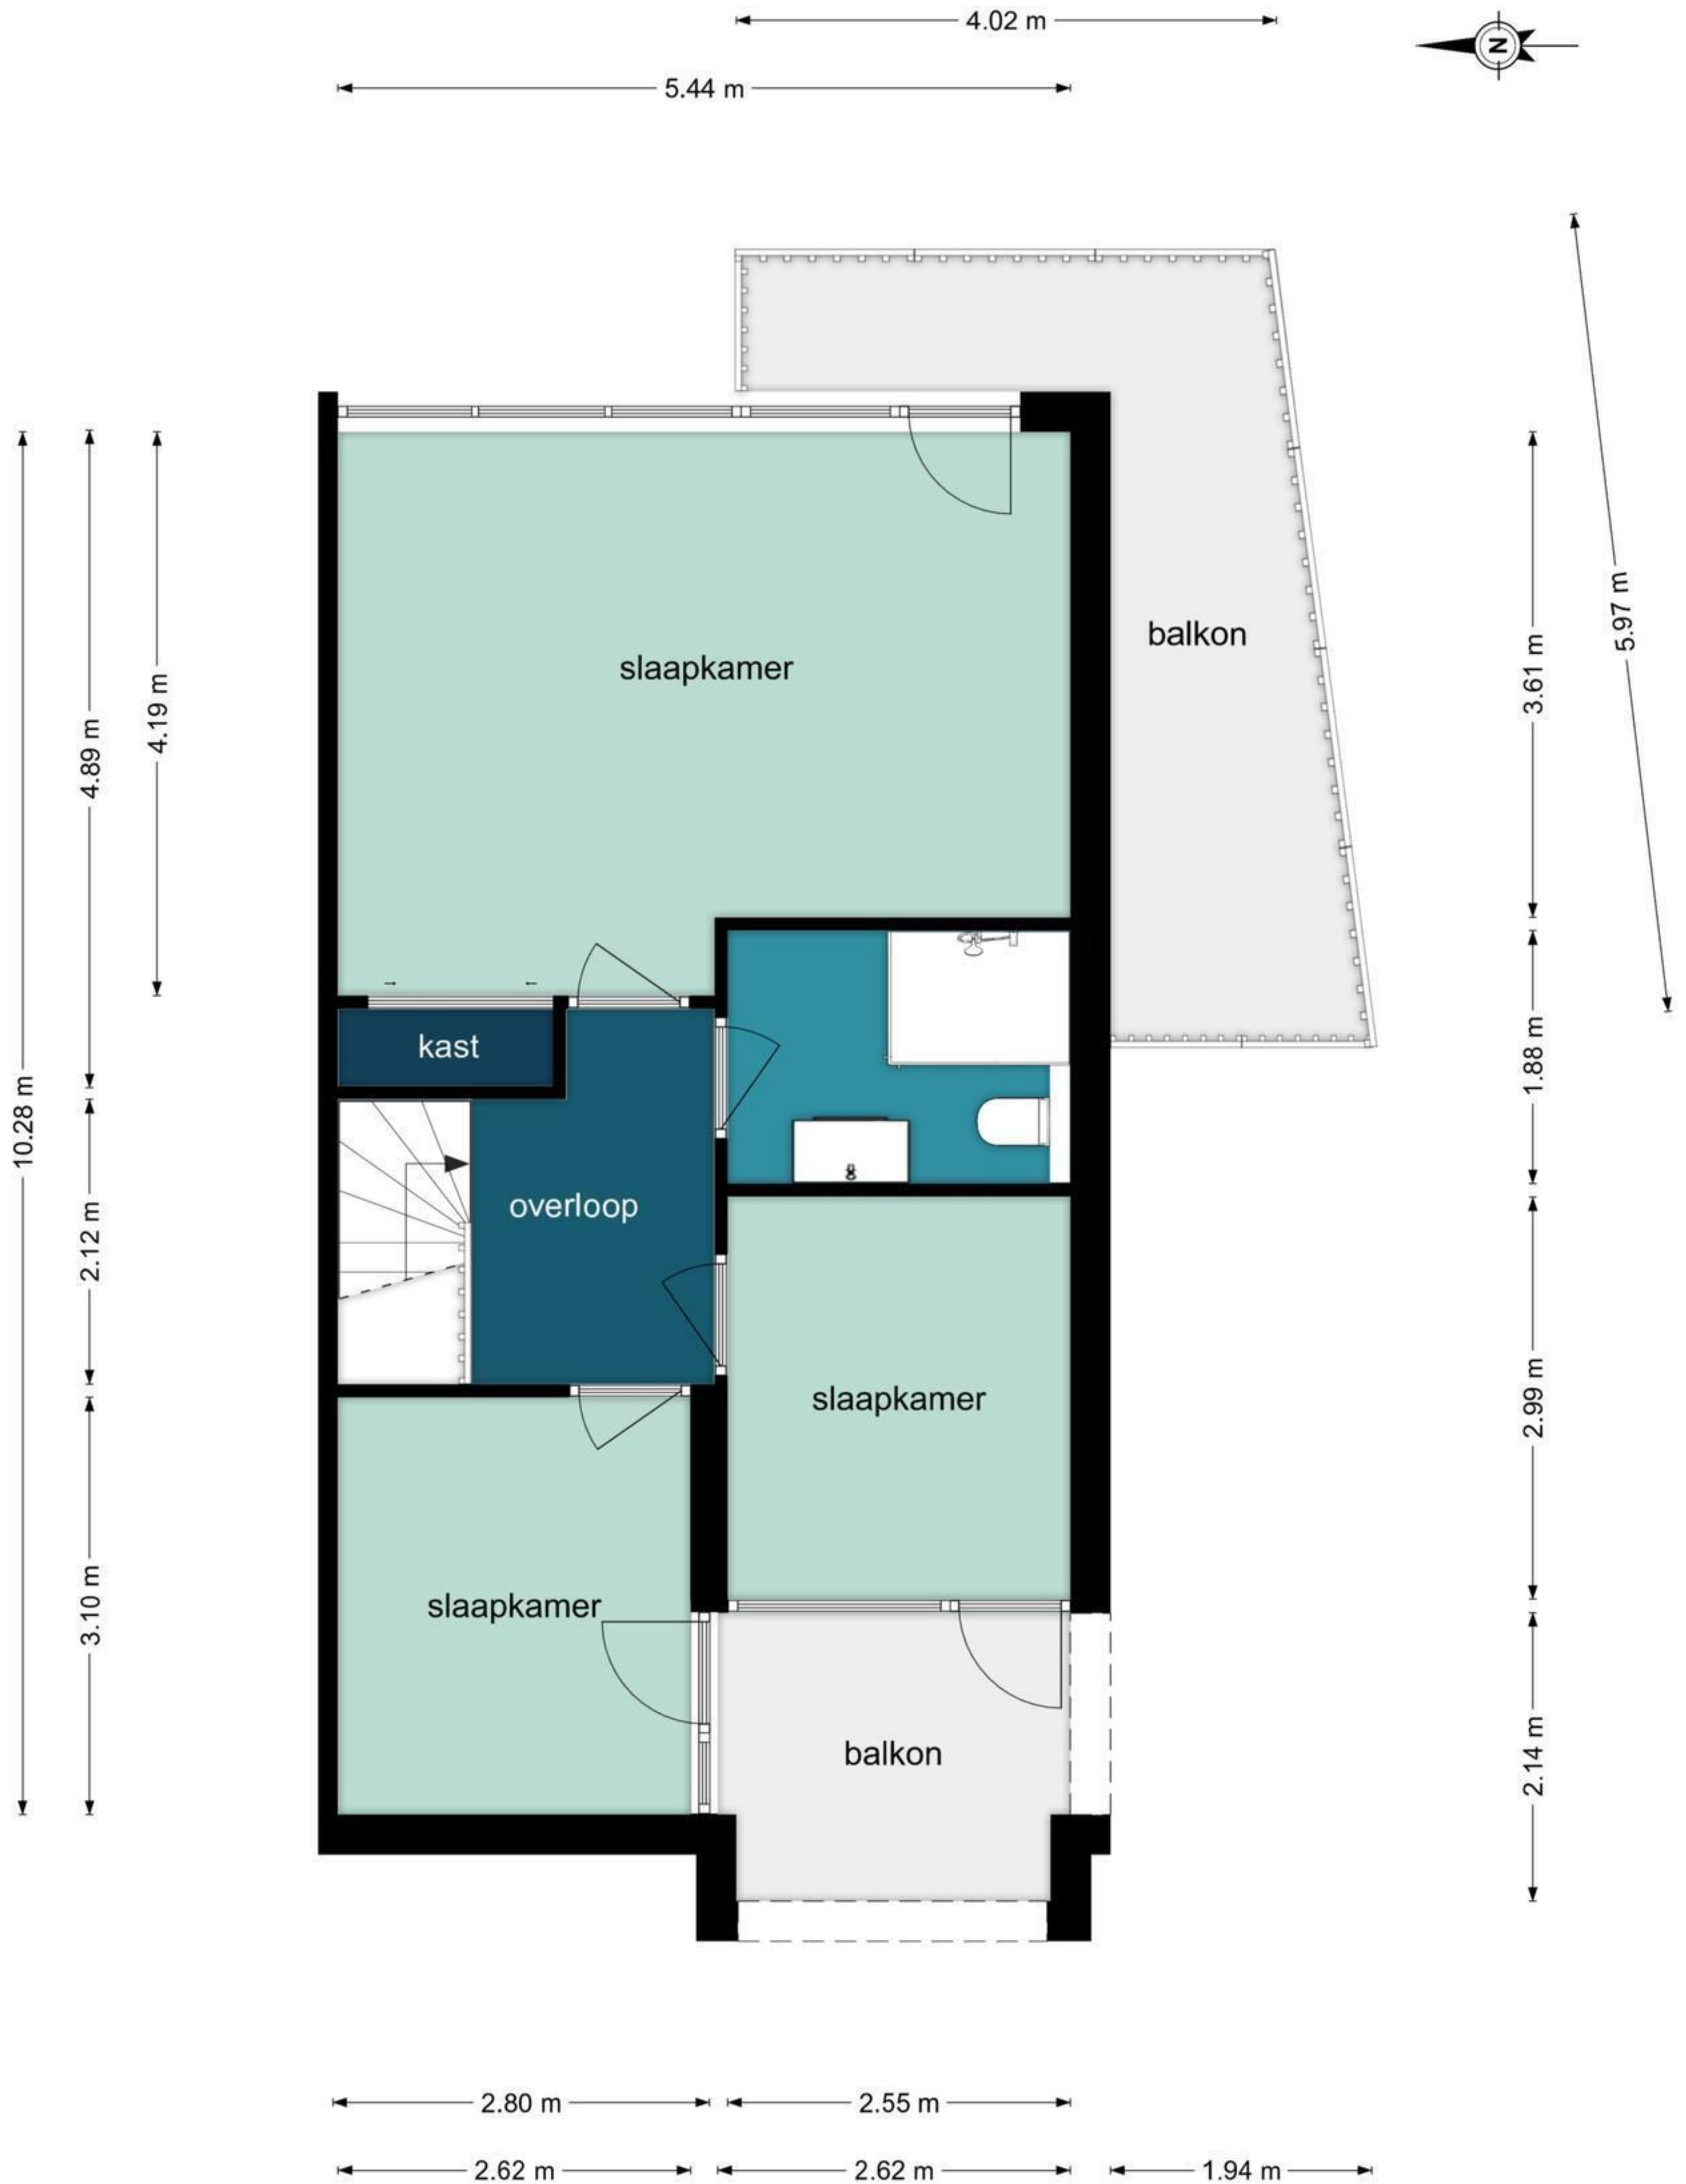 4.02 m
N
5.44 m
balkon
slaapkamer
5.97 m
3.61 m
4.19 m
4.89 m
kast
1.88 m
10.28 m
overloop
2.12 m
slaapkamer
2.99 m
slaapkamer
3.10 m
balkon
2.14 m
2.80 m
2.55 m
2.62 m
2.62 m
1.94 m